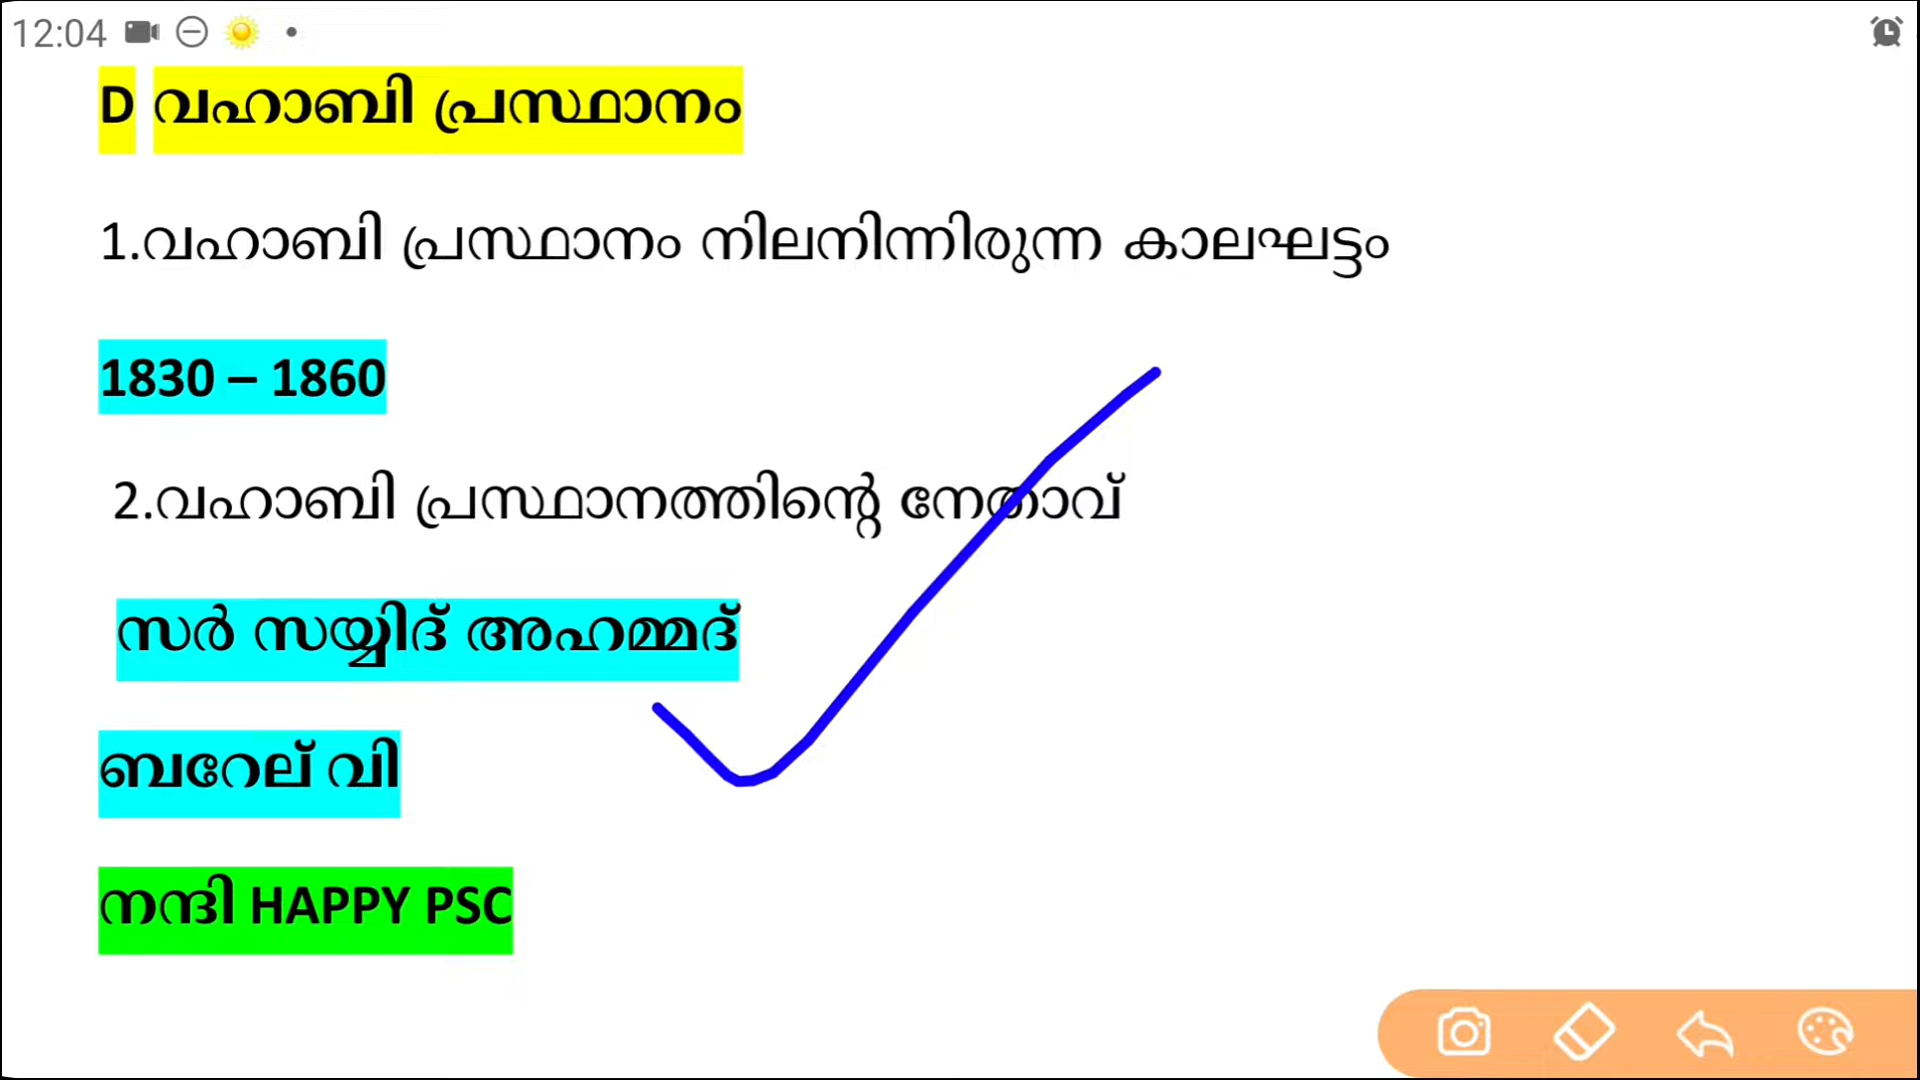 12:04
D വഹാബി പ്രസ്ഥാനം
1.വഹാബി പ്രസ്ഥാനം നിലനിന്നിരുന്ന കാലഘട്ടം
1830 – 1860
2.വഹാബി പ്രസ്ഥാനത്തിന്റെ നേതാവ്
സർ സയ്യിദ് അഹമ്മദ്
ബറേല് വി
നന്ദി HAPPY PSC